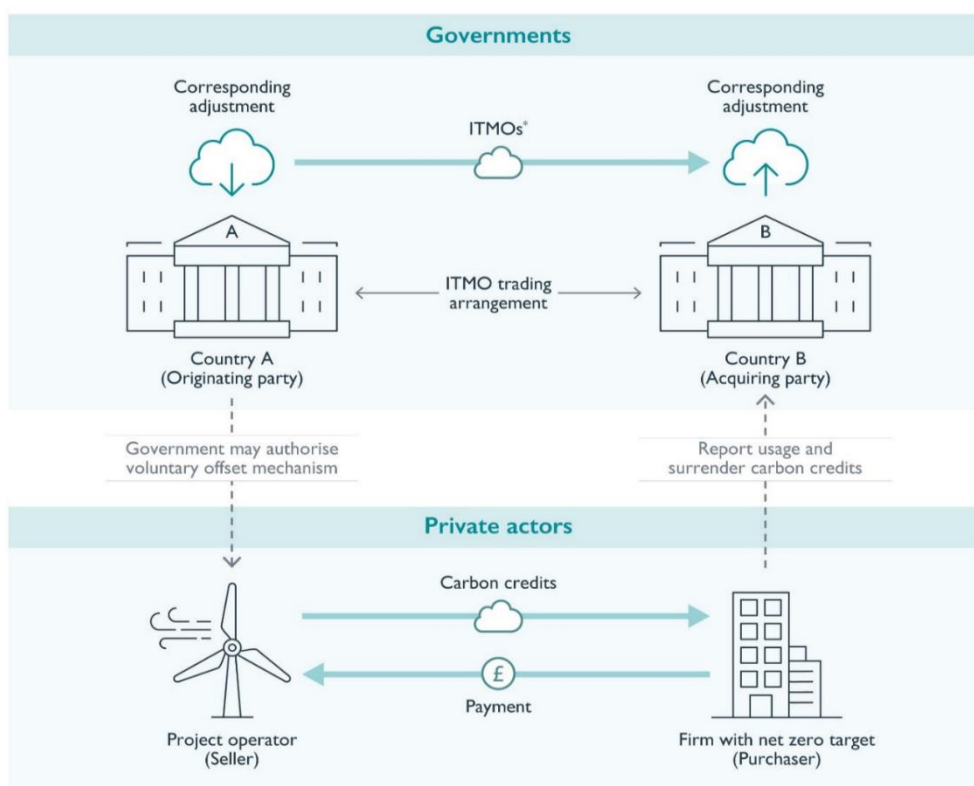 Governments
Corresponding
adjustment
ITMOs*
Corresponding
adjustment
A
B
ITMO trading
arrangement
Country A
(Originating party)
Country B
(Acquiring party)
Government may authorise
voluntary offset mechanism
Report usage and
surrender carbon credits
Private actors
Carbon credits
£
Payment
Project operator
(Seller)
Firm with net zero target
(Purchaser)